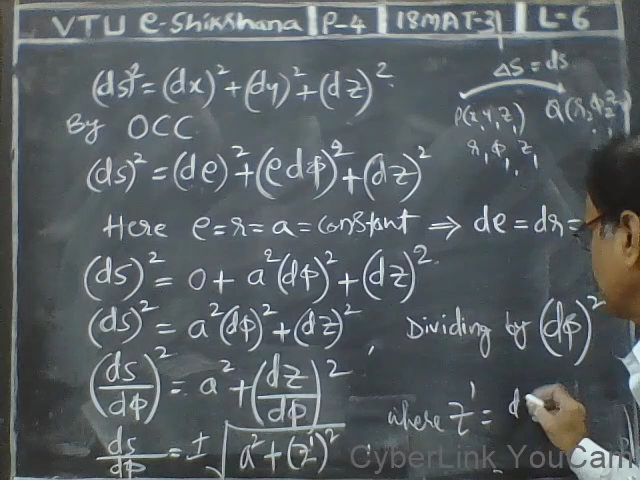 VTU e-Shikshana P-4 18MAT-31 L-6
(ds)² = (dx)² + (dy)² + (dz)²
Δs = ds
By OCC
P(x, y, z)
(ds)² = (de)² + (edφ)² + (dz)²
Here e = r = a = constant ⇒ de = dr =
(ds)² = 0 + a²(dφ)² + (dz)²
(ds)² = a²(dφ)² + (dz)² , Dividing by (dφ)²
(ds/dφ)² = a² + (dz/dφ)²
where z' = d
ds/dφ = ± √(a² + (z')²)
CyberLink YouCam